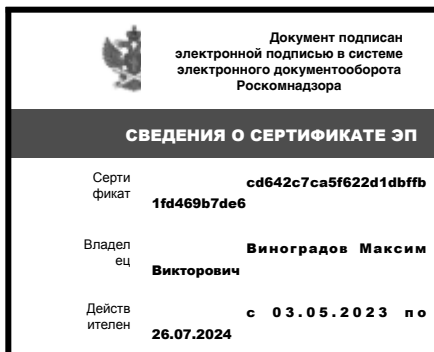 Документ подписан
электронной подписью в системе
электронного документооборота
Роскомнадзора
СВЕДЕНИЯ О СЕРТИФИКАТЕ ЭП
Серти
фикат
cd642c7ca5f622d1dbffb
1fd469b7de6
Владел
ец
Виноградов Максим
Викторович
Действ
ителен
с 03.05.2023 по
26.07.2024